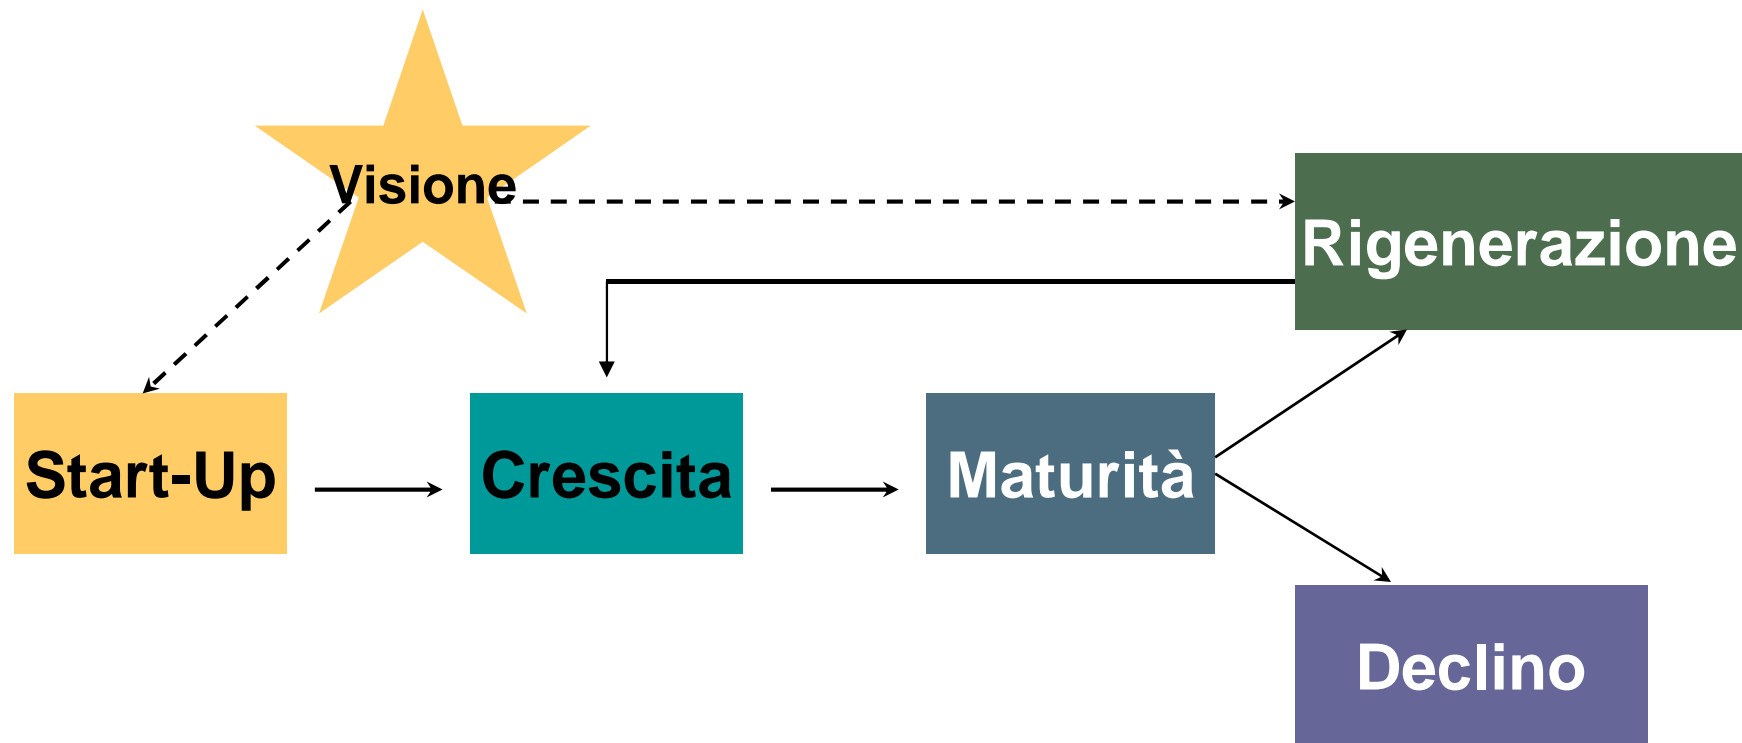 Visione
Rigenerazione
Start-Up
Crescita
Maturità
Declino